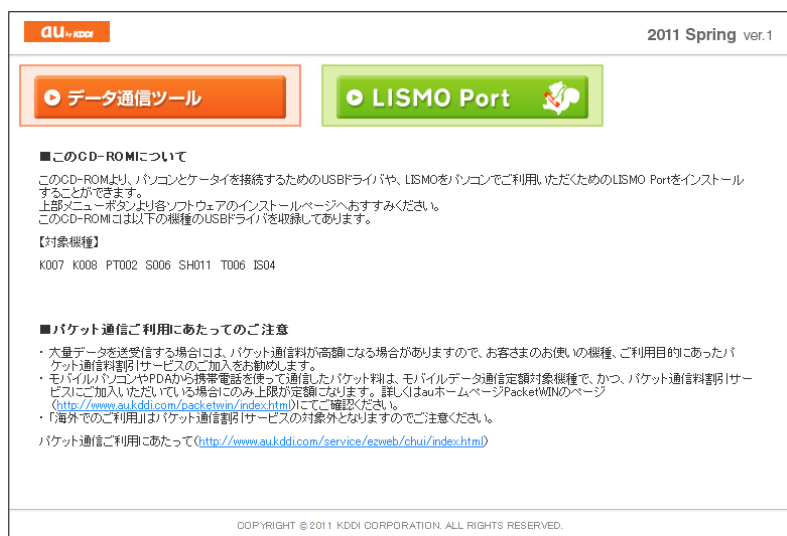 au by KDDI
2011 Spring ver.1
データ通信ツール
LISMO Port
■このCD-ROMについて
このCD-ROMより、パソコンとケータイを接続するためのUSBドライバや、LISMOをパソコンでご利用いただくためのLISMO Portをインストール
することができます。
上部メニューボタンより各ソフトウェアのインストールページへおすすみください。
このCD-ROMには以下の機種のUSBドライバを収録してあります。
【対象機種】
K007 K008 PT002 S006 SH011 T006 IS04
■パケット通信ご利用にあたってのご注意
・大量データを送受信する場合には、パケット通信料が高額になる場合がありますので、お客さまのお使いの機種、ご利用目的にあったパ
ケット通信料割引サービスのご加入をお勧めします。
・モバイルパソコンやPDAから携帯電話を使って通信したパケット料は、モバイルデータ通信定額対象機種で、かつ、パケット通信料割引サー
ビスにご加入いただいている場合にのみ上限が定額になります。詳しくはauホームページPacketWINのページ
(http://www.au.kddi.com/packetwin/index.html)にてご確認ください。
・「海外でのご利用」はパケット通信割引サービスの対象外となりますのでご注意ください。
パケット通信ご利用にあたって(http://www.au.kddi.com/service/ezweb/chui/index.html)
COPYRIGHT © 2011 KDDI CORPORATION. ALL RIGHTS RESERVED.